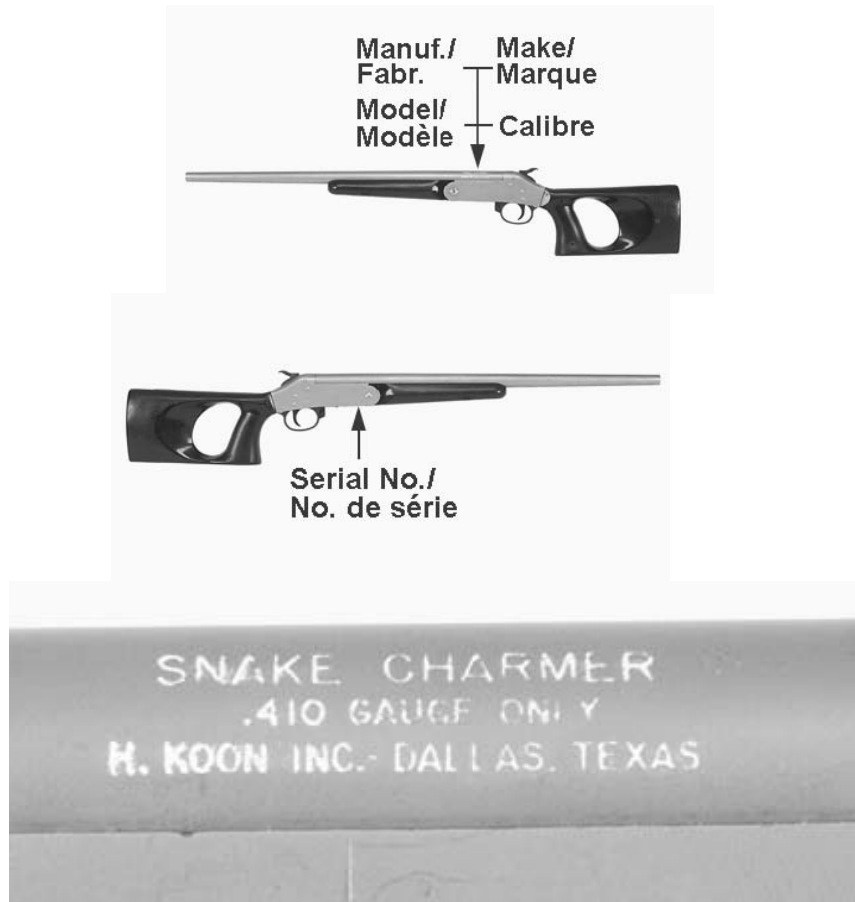 Manuf./ Make/
Fabr. Marque
Model/ Calibre
Modèle
Serial No./
No. de série
SNAKE CHARMER
.410 GAUGE ONLY
H. KOON INC.- DALLAS. TEXAS